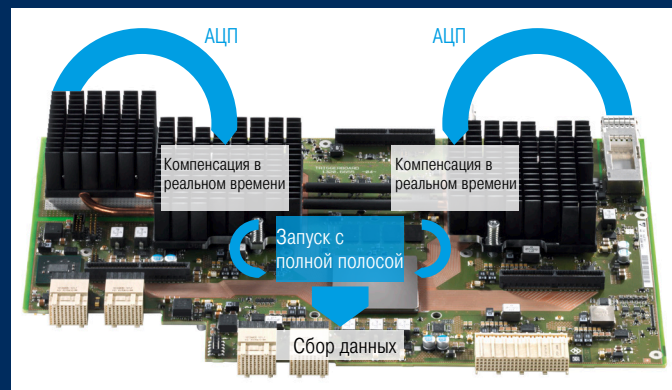 АЦП
АЦП
Компенсация в
реальном времени
Компенсация в
реальном времени
Запуск с
полной полосой
Сбор данных